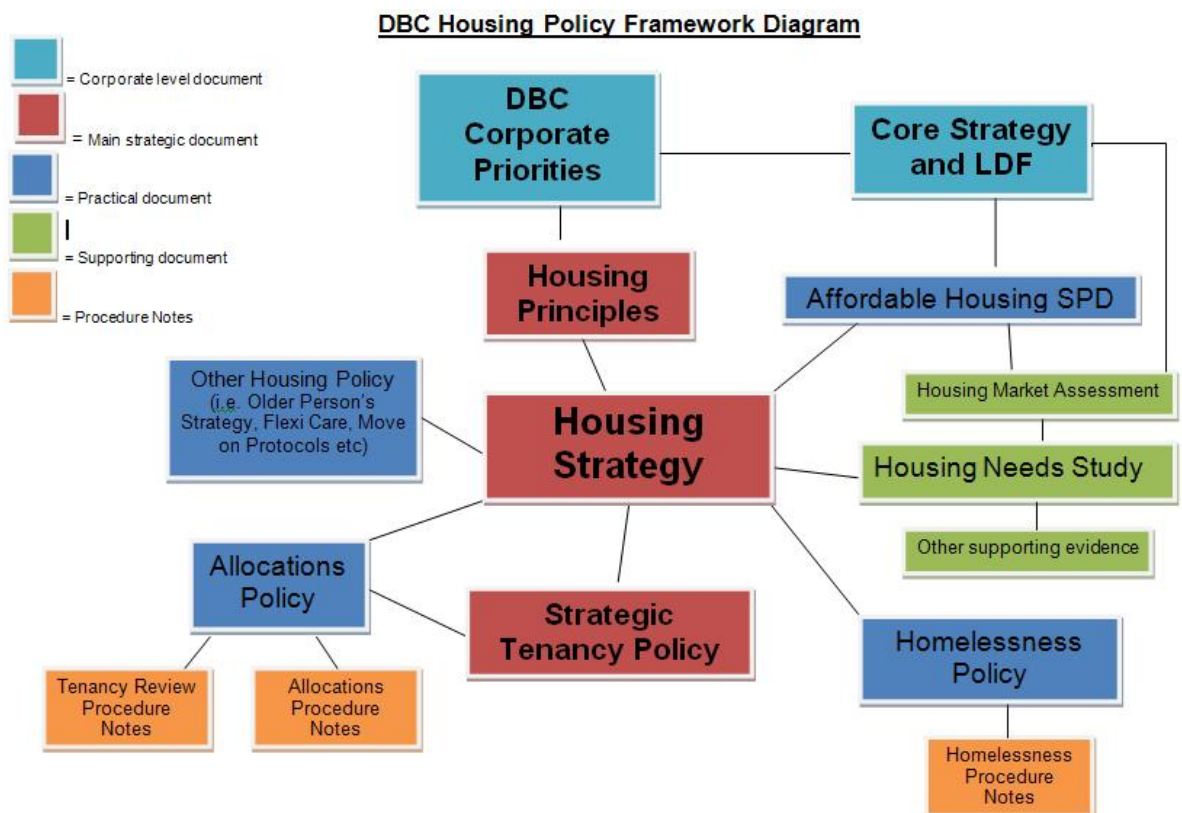 DBC Housing Policy Framework Diagram
= Corporate level document
= Main strategic document
= Practical document
= Supporting document
= Procedure Notes
DBC
Corporate
Priorities
Core Strategy
and LDF
Housing
Principles
Affordable Housing SPD
Other Housing Policy
(i.e. Older Person's
Strategy, Flexi Care, Move
on Protocols etc)
Housing
Strategy
Housing Market Assessment
Housing Needs Study
Other supporting evidence
Allocations
Policy
Strategic
Tenancy Policy
Homelessness
Policy
Tenancy Review
Procedure
Notes
Allocations
Procedure
Notes
Homelessness
Procedure
Notes